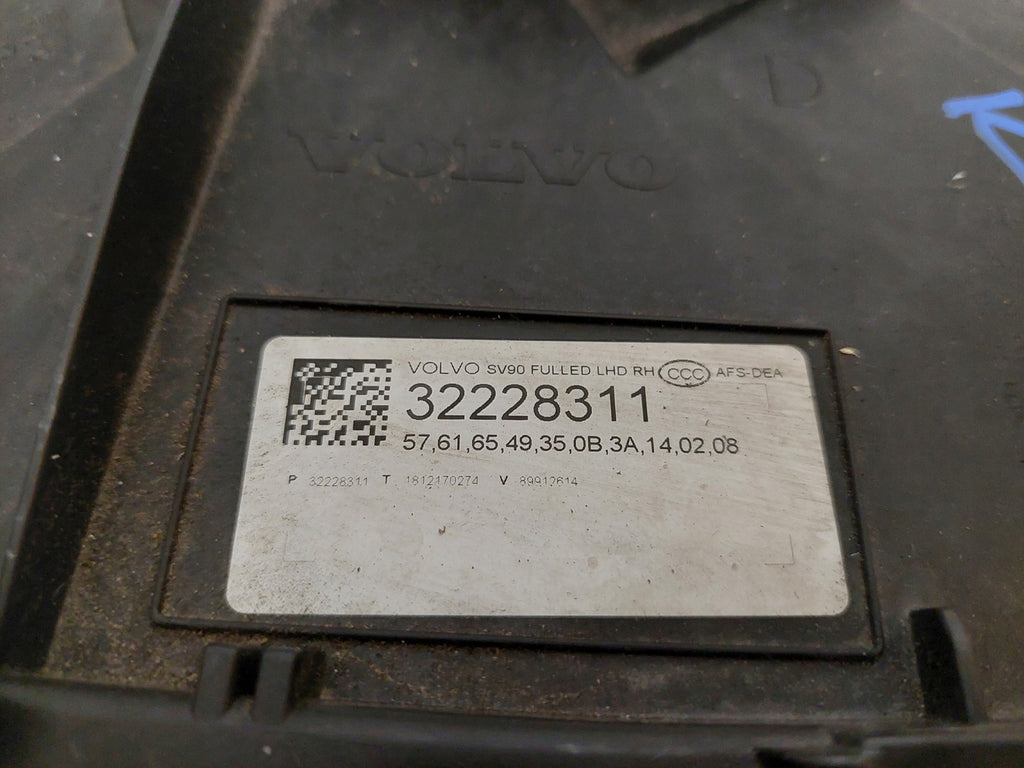 D
VOLVO
VOLVO SV90 FULLED LHD RH CCC AFS-DEA
32228311
57,61,65,49,35,0B,3A,14,02,08
P 32228311 T 1812170274 V 89912614